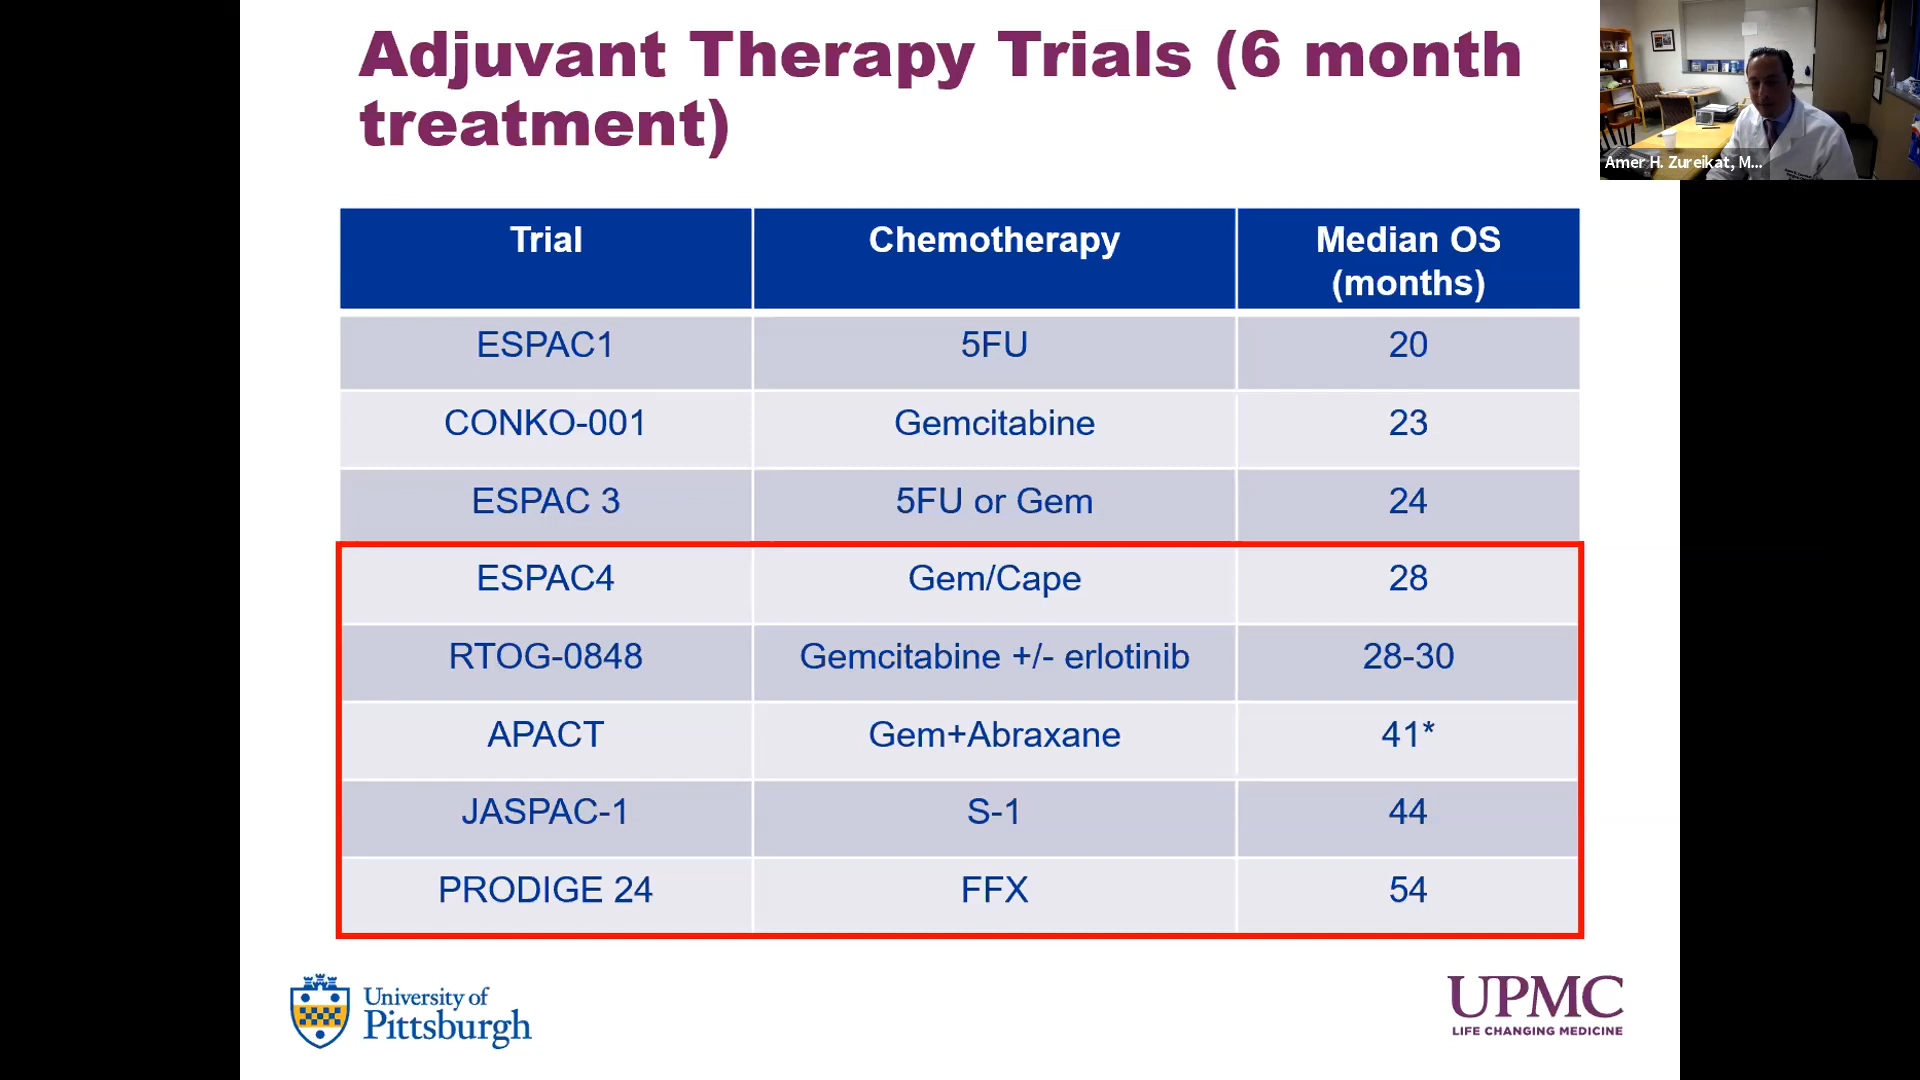 Adjuvant Therapy Trials (6 month
treatment)
Amer H. Zureikat, M...
Trial Chemotherapy Median OS
(months)
ESPAC1 5FU 20
CONKO-001 Gemcitabine 23
ESPAC 3 5FU or Gem 24
ESPAC4 Gem/Cape 28
RTOG-0848 Gemcitabine +/- erlotinib 28-30
APACT Gem+Abraxane 41*
JASPAC-1 S-1 44
PRODIGE 24 FFX 54
University of
Pittsburgh
UPMC
LIFE CHANGING MEDICINE